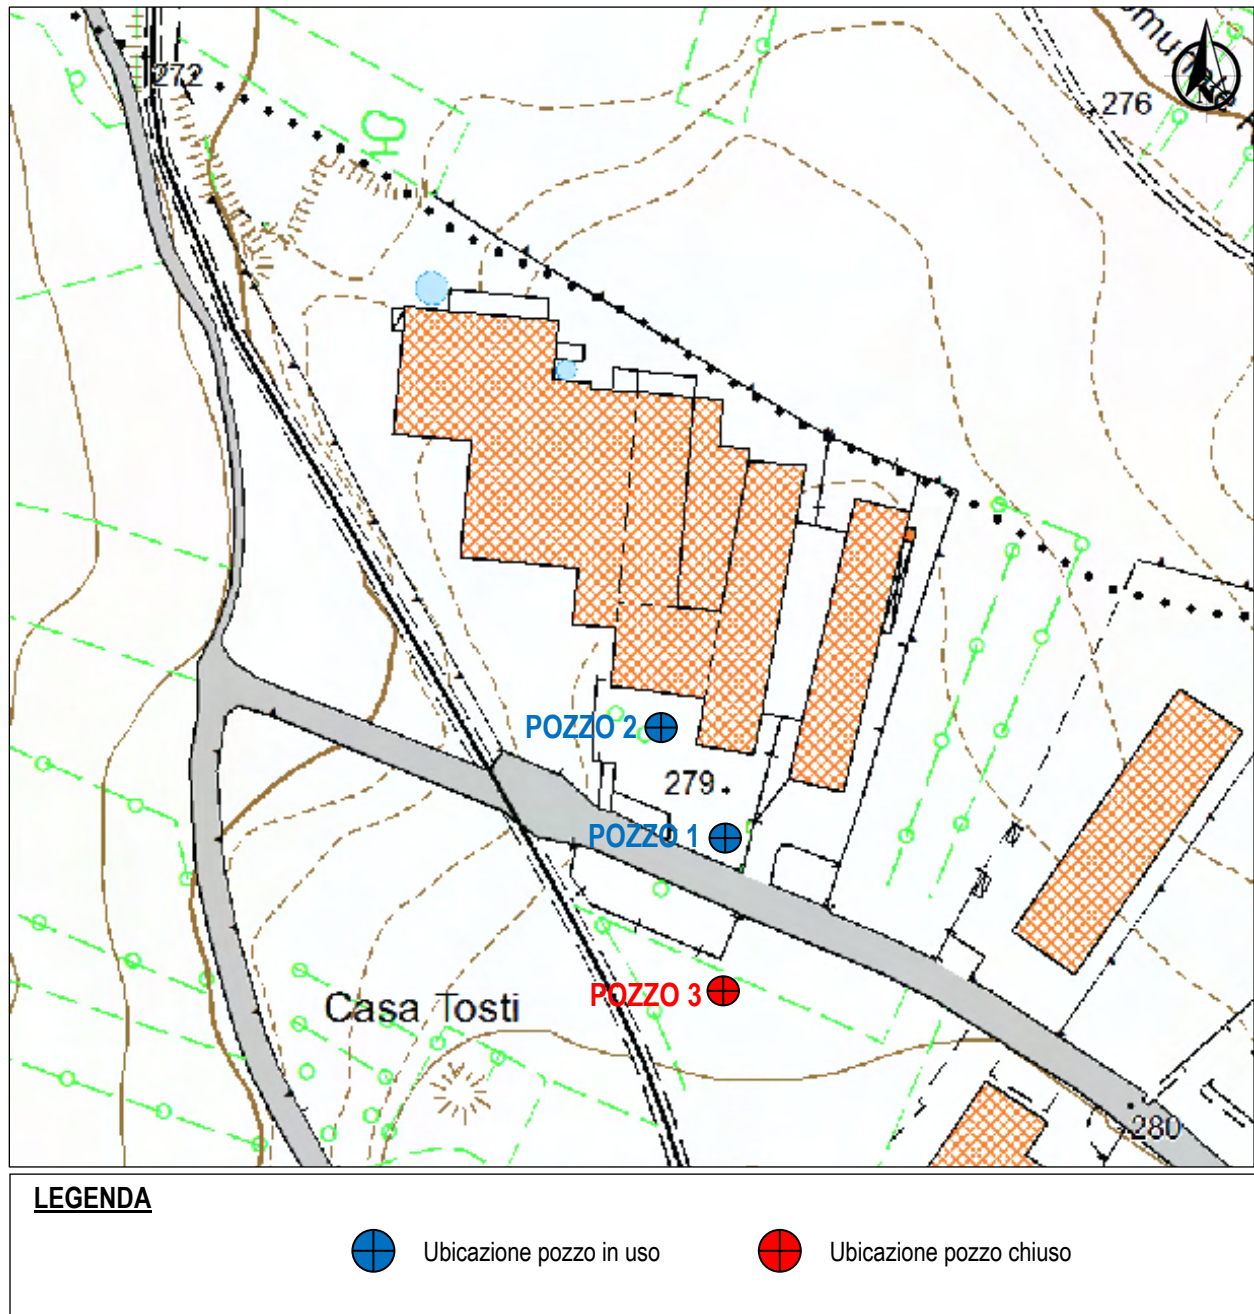 272
276
POZZO 2
279
POZZO 1
POZZO 3
Casa Tosti
280
LEGENDA
Ubicazione pozzo in uso
Ubicazione pozzo chiuso